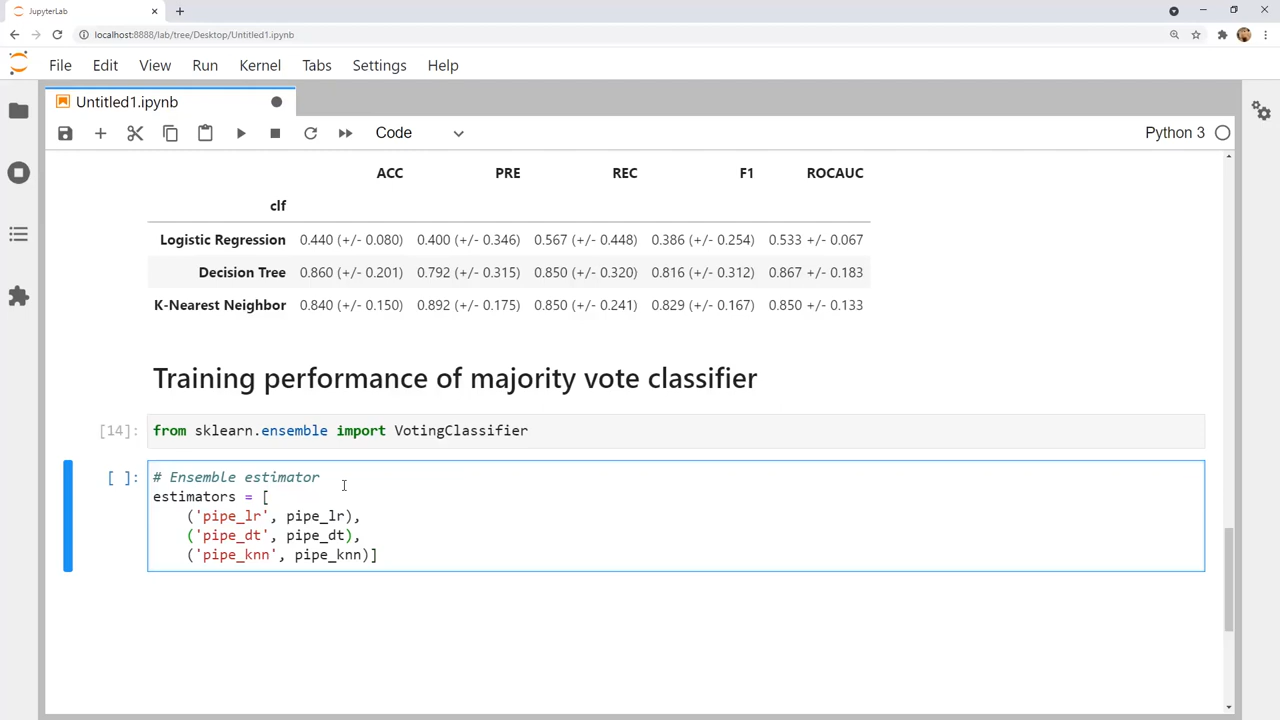 JupyterLab
localhost:8888/lab/tree/Desktop/Untitled1.ipynb
File Edit View Run Kernel Tabs Settings Help
Untitled1.ipynb
Code Python 3
ACC PRE REC F1 ROCAUC
clf
Logistic Regression 0.440 (+/- 0.080) 0.400 (+/- 0.346) 0.567 (+/- 0.448) 0.386 (+/- 0.254) 0.533 +/- 0.067
Decision Tree 0.860 (+/- 0.201) 0.792 (+/- 0.315) 0.850 (+/- 0.320) 0.816 (+/- 0.312) 0.867 +/- 0.183
K-Nearest Neighbor 0.840 (+/- 0.150) 0.892 (+/- 0.175) 0.850 (+/- 0.241) 0.829 (+/- 0.167) 0.850 +/- 0.133
Training performance of majority vote classifier
[14]: from sklearn.ensemble import VotingClassifier
[ ]: # Ensemble estimator
estimators = [
('pipe_lr', pipe_lr),
('pipe_dt', pipe_dt),
('pipe_knn', pipe_knn)]